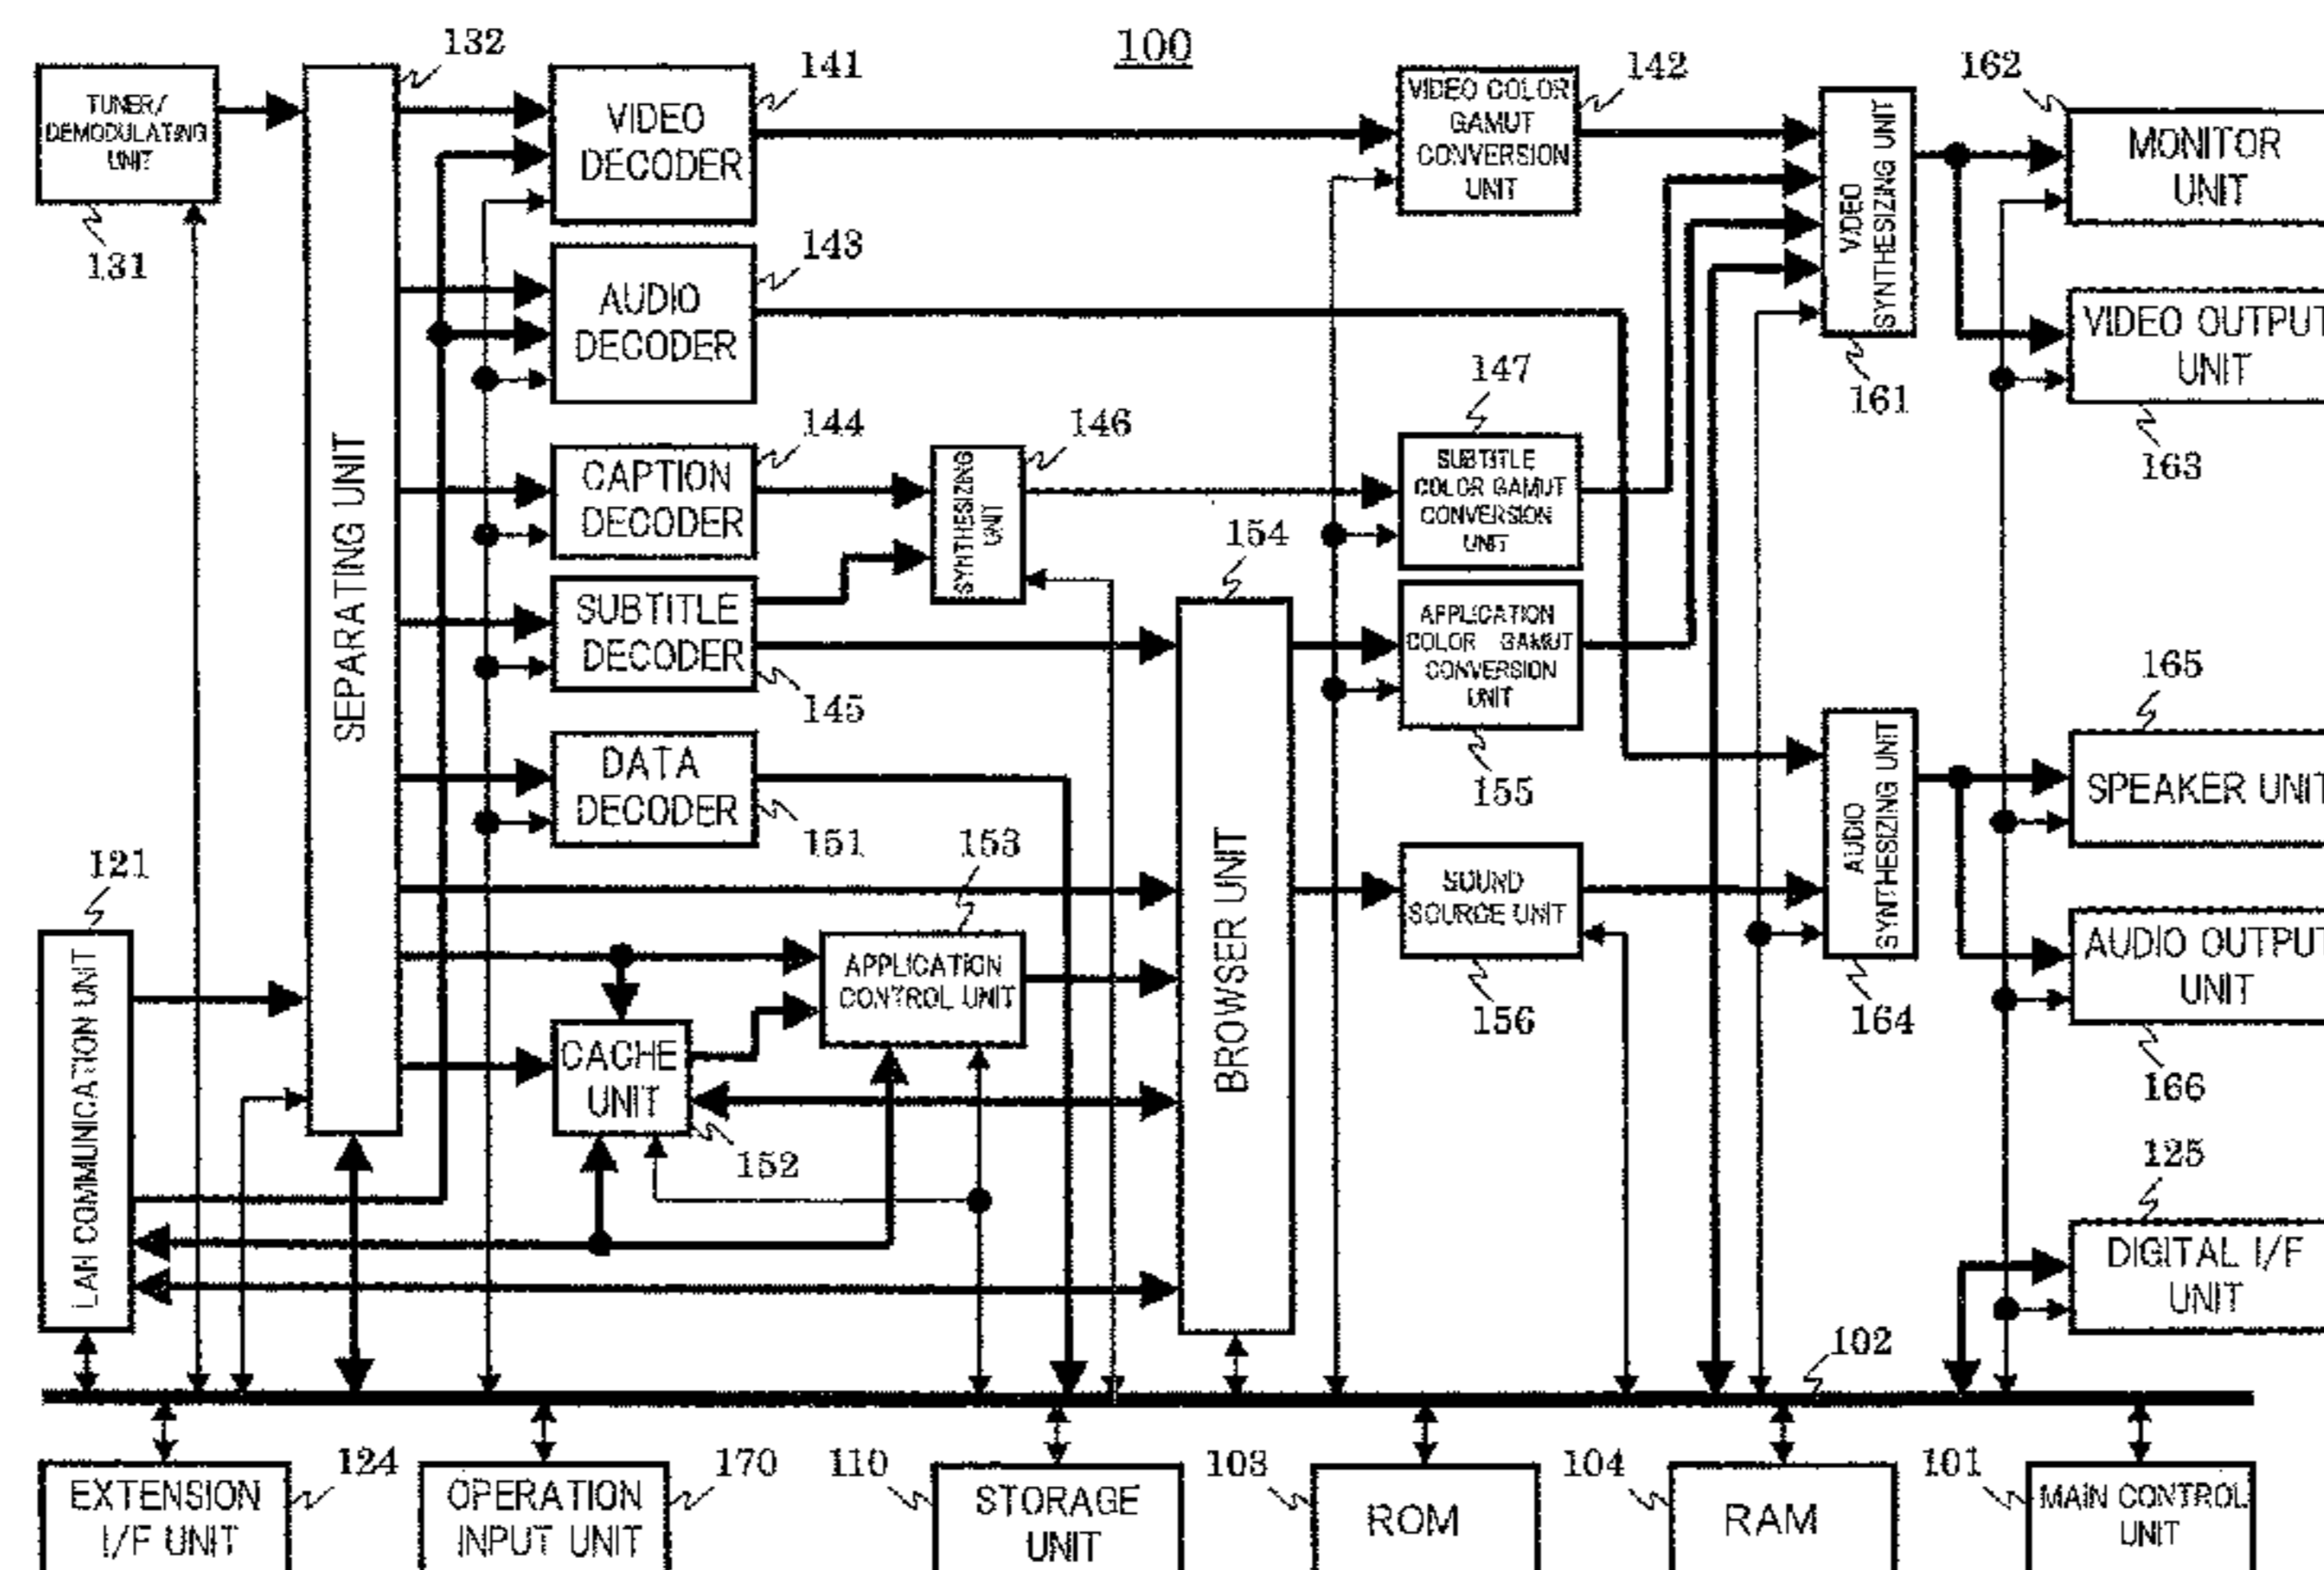 100
132
TUNER/
DEMODULATING
UNIT
131
SEPARATING UNIT
141
VIDEO
DECODER
143
AUDIO
DECODER
144
CAPTION
DECODER
SUBTITLE
DECODER
145
DATA
DECODER
151
146
SYNTHESIZING
UNIT
142
VIDEO COLOR
GAMUT
CONVERSION
UNIT
147
SUBTITLE
COLOR GAMUT
CONVERSION
UNIT
154
BROWSER UNIT
APPLICATION
COLOR GAMUT
CONVERSION
UNIT
155
SOUND
SOURCE UNIT
156
VIDEO
SYNTHESIZING UNIT
161
162
MONITOR
UNIT
VIDEO OUTPUT
UNIT
163
165
SPEAKER UNIT
AUDIO
SYNTHESIZING UNIT
164
AUDIO OUTPUT
UNIT
166
125
DIGITAL I/F
UNIT
121
LAN COMMUNICATION UNIT
153
APPLICATION
CONTROL UNIT
CACHE
UNIT
152
102
EXTENSION
I/F UNIT
124
OPERATION
INPUT UNIT
170
110
STORAGE
UNIT
103
ROM
104
RAM
101
MAIN CONTROL
UNIT